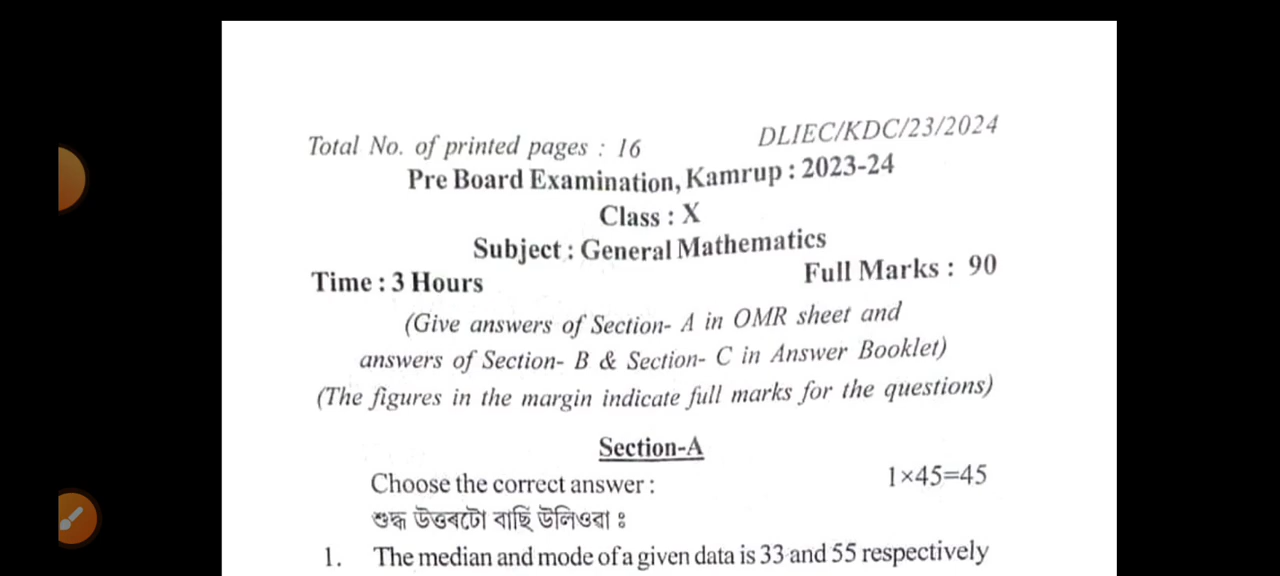 Total No. of printed pages : 16 DLIEC/KDC/23/2024
Pre Board Examination, Kamrup : 2023-24
Class : X
Subject : General Mathematics
Time : 3 Hours Full Marks : 90
(Give answers of Section- A in OMR sheet and
answers of Section- B & Section- C in Answer Booklet)
(The figures in the margin indicate full marks for the questions)
Section-A
Choose the correct answer : 1×45=45
শুদ্ধ উত্তৰটো বাছি উলিওৱা ঃ
1. The median and mode of a given data is 33 and 55 respectively